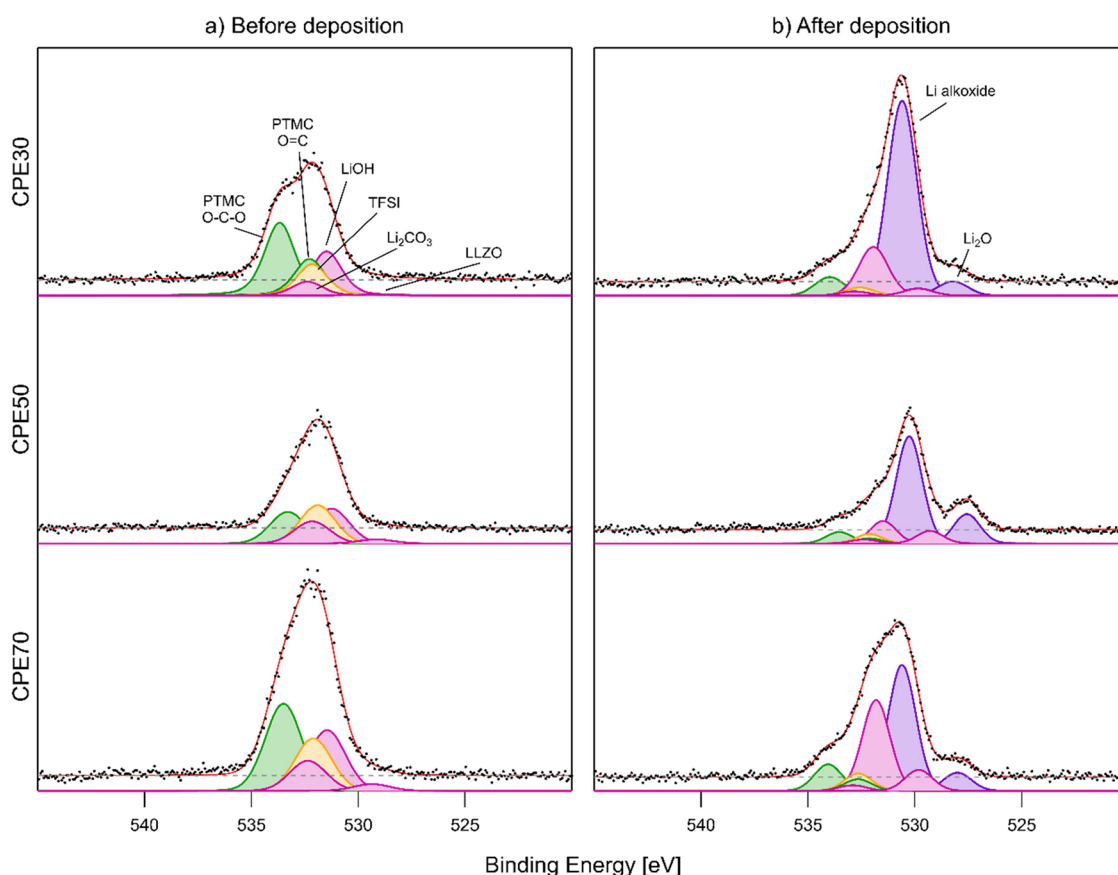 a) Before deposition
b) After deposition
CPE30
PTMC
O=C
LiOH
PTMC
O-C-O
TFSI
Li₂CO₃
LLZO
Li alkoxide
Li₂O
CPE50
CPE70
540
535
530
525
540
535
530
525
Binding Energy [eV]